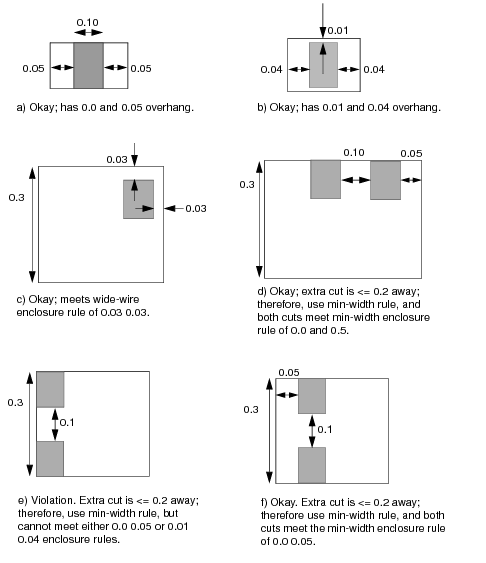 0.10
0.05
0.05
a) Okay; has 0.0 and 0.05 overhang.
0.01
0.04
0.04
b) Okay; has 0.01 and 0.04 overhang.
0.03
0.3
0.03
c) Okay; meets wide-wire
enclosure rule of 0.03 0.03.
0.10
0.05
0.3
d) Okay; extra cut is <= 0.2 away;
therefore, use min-width rule, and
both cuts meet min-width enclosure
rule of 0.0 and 0.5.
0.3
0.1
e) Violation. Extra cut is <= 0.2 away;
therefore, use min-width rule, but
cannot meet either 0.0 0.05 or 0.01
0.04 enclosure rules.
0.05
0.3
0.1
f) Okay. Extra cut is <= 0.2 away;
therefore use min-width rule, and both
cuts meet the min-width enclosure rule
of 0.0 0.05.